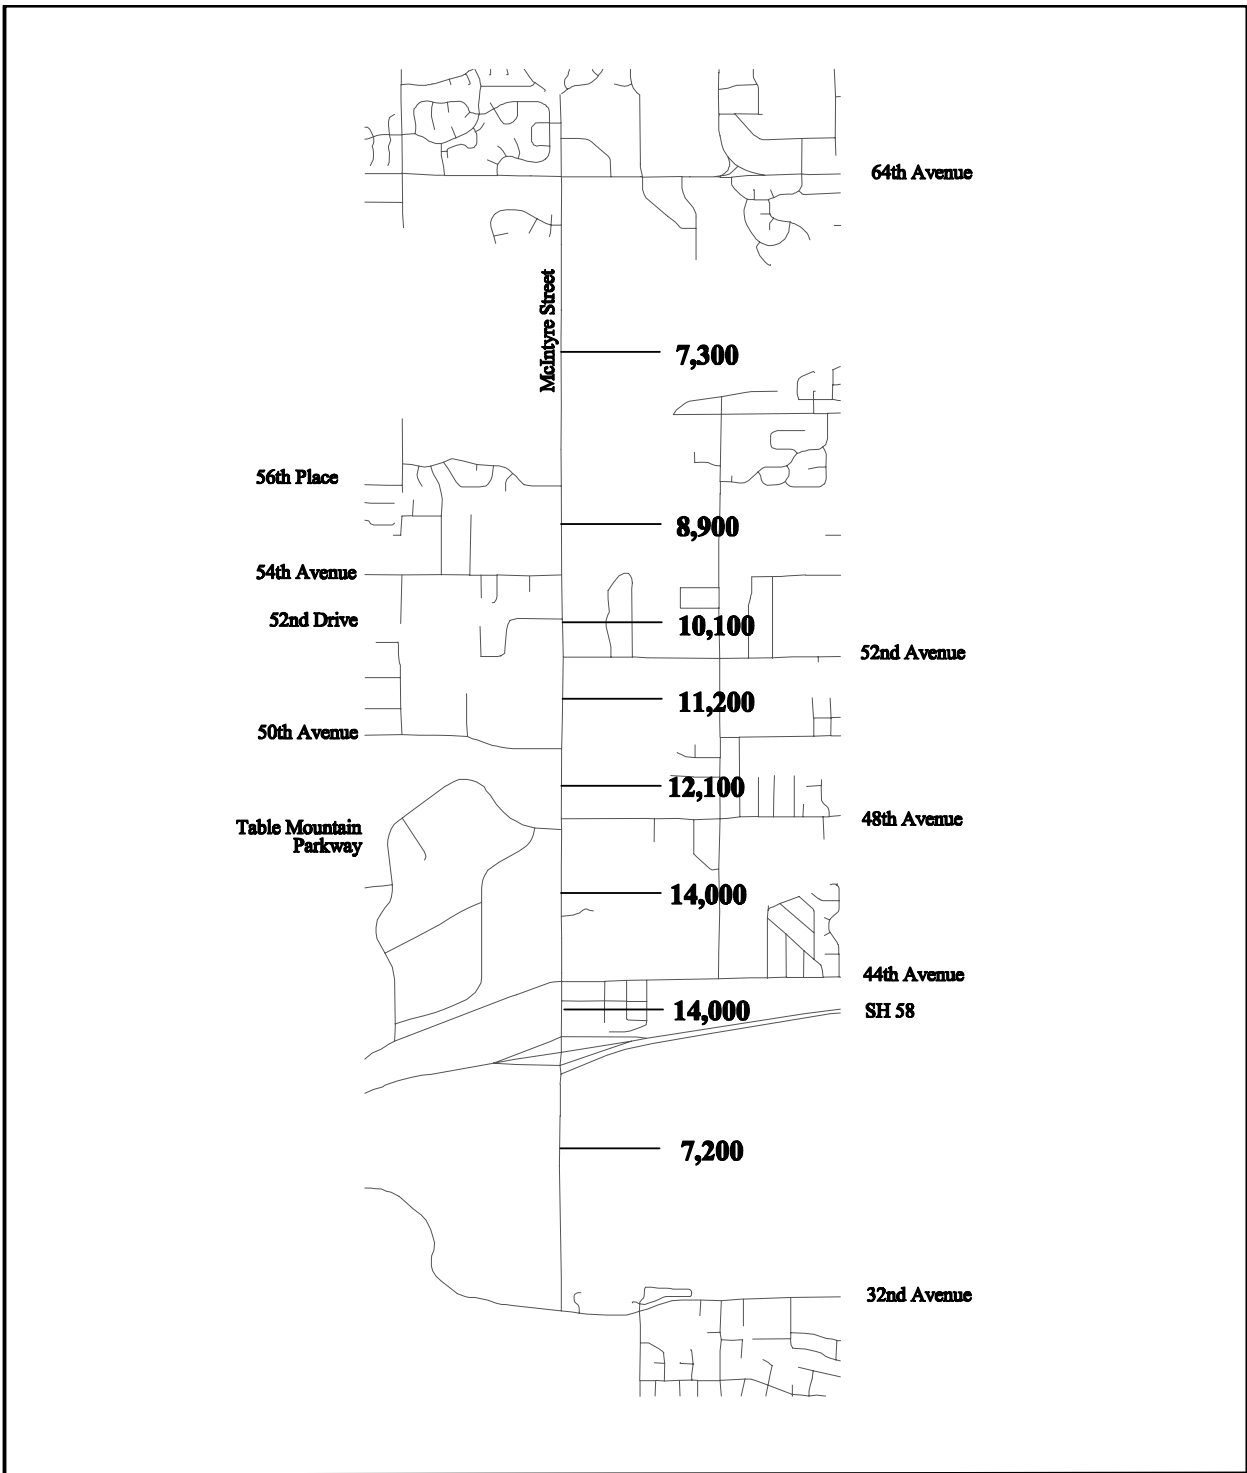 64th Avenue
McIntyre Street
7,300
56th Place
8,900
54th Avenue
52nd Drive
10,100
52nd Avenue
11,200
50th Avenue
12,100
48th Avenue
Table Mountain
Parkway
14,000
44th Avenue
14,000
SH 58
7,200
32nd Avenue